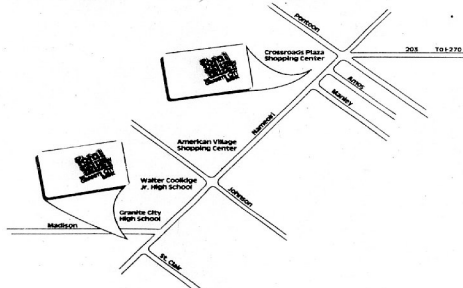 Pontoon
Crossroads Plaza
Shopping Center
203 TO I-270
Amos
Manley
Nameoki
American Village
Shopping Center
Walter Coolidge
Jr. High School
Johnson
Granite City
High School
Madison
St. Clair